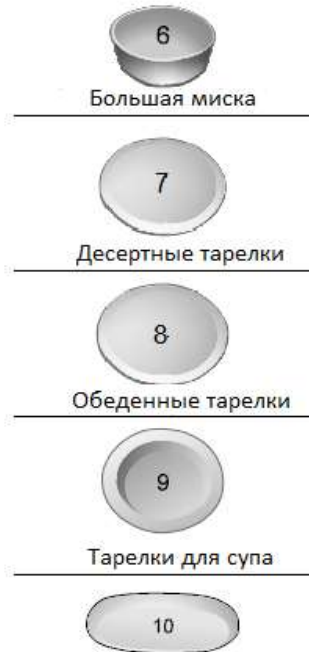 6
Большая миска
7
Десертные тарелки
8
Обеденные тарелки
9
Тарелки для супа
10